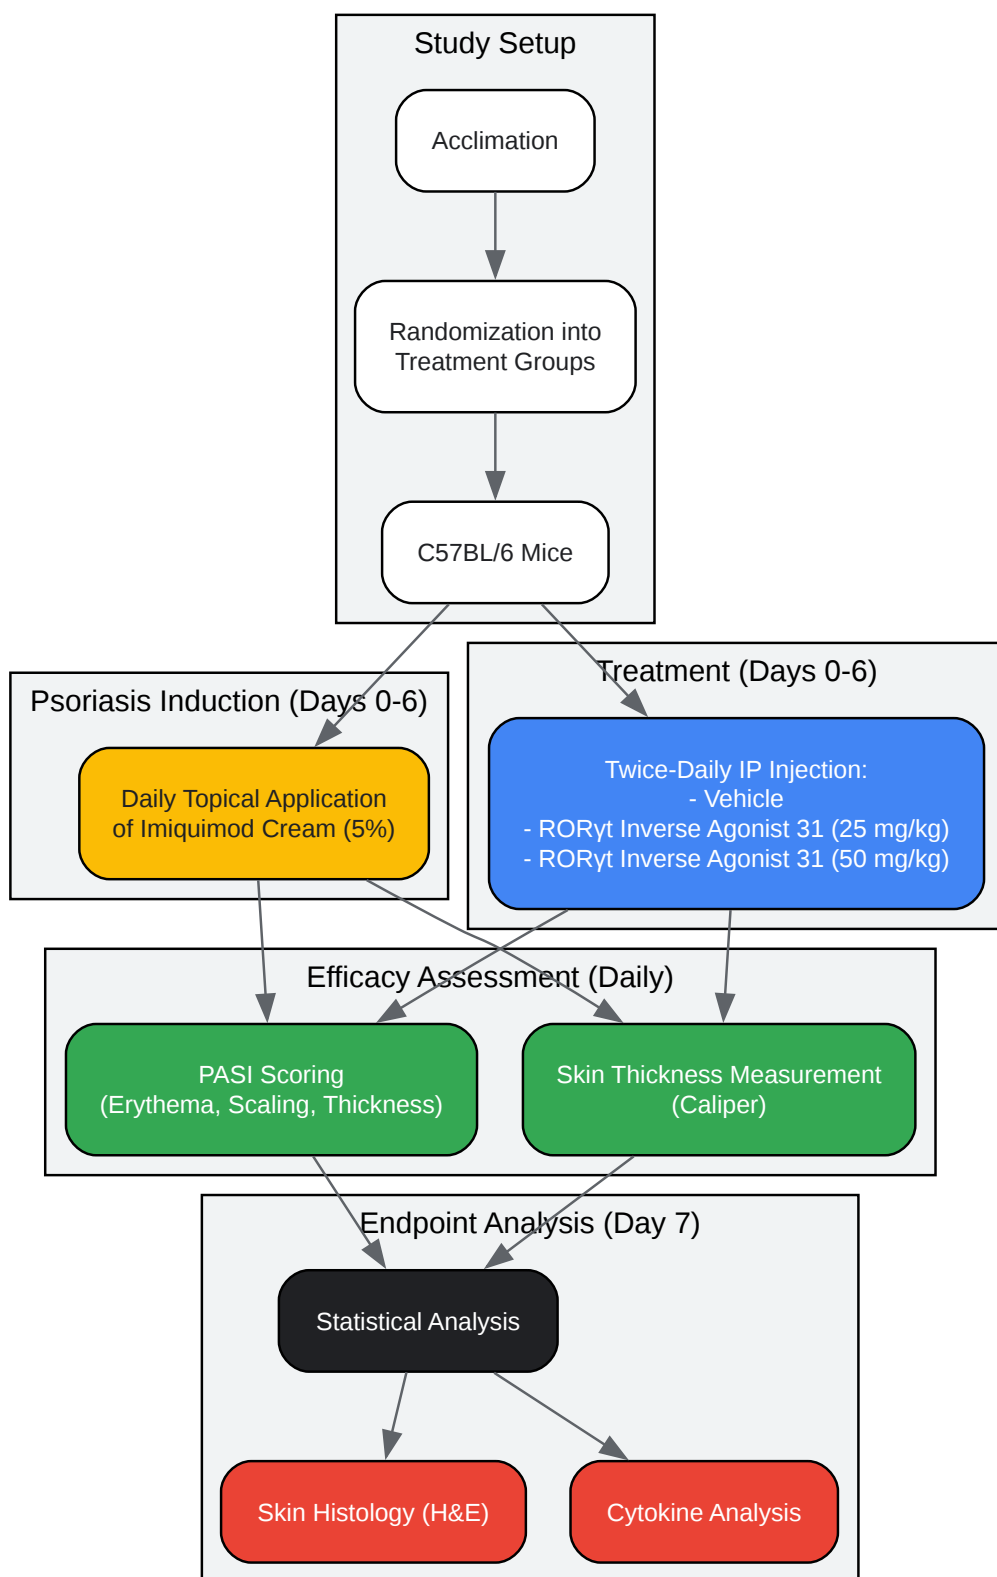 Study Setup
Acclimation
Randomization into
Treatment Groups
C57BL/6 Mice
Psoriasis Induction (Days 0-6)
Daily Topical Application
of Imiquimod Cream (5%)
Treatment (Days 0-6)
Twice-Daily IP Injection:
- Vehicle
- RORγt Inverse Agonist 31 (25 mg/kg)
- RORγt Inverse Agonist 31 (50 mg/kg)
Efficacy Assessment (Daily)
PASI Scoring
(Erythema, Scaling, Thickness)
Skin Thickness Measurement
(Caliper)
Endpoint Analysis (Day 7)
Statistical Analysis
Skin Histology (H&E)
Cytokine Analysis